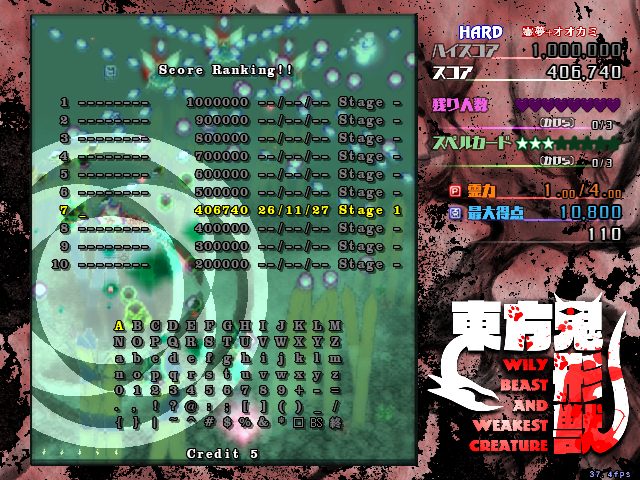 Score Ranking!!
1 -------- 1000000 --/--/-- Stage -
2 -------- 900000 --/--/-- Stage -
3 -------- 800000 --/--/-- Stage -
4 -------- 700000 --/--/-- Stage -
5 -------- 600000 --/--/-- Stage -
6 -------- 500000 --/--/-- Stage -
7 _ 406740 26/11/27 Stage 1
8 -------- 400000 --/--/-- Stage -
9 -------- 300000 --/--/-- Stage -
10 -------- 200000 --/--/-- Stage -
A B C D E F G H I J K L M
N O P Q R S T U V W X Y Z
a b c d e f g h i j k l m
n o p q r s t u v w x y z
0 1 2 3 4 5 6 7 8 9 + - =
. , ! ? @ : ; [ ] ( ) _ /
{ } | ~ ^ # $ % & * □ BS 終
Credit 5
HARD 霊夢+オオカミ
ハイスコア 1,000,000
スコア 406,740
残り人数
(かけら) 0/3
スペルカード ★★★
(かけら) 0/3
P 霊力 1.00/4.00
最大得点 10,800
110
東方鬼形獣
WILY
BEAST
AND
WEAKEST
CREATURE
37.4fps